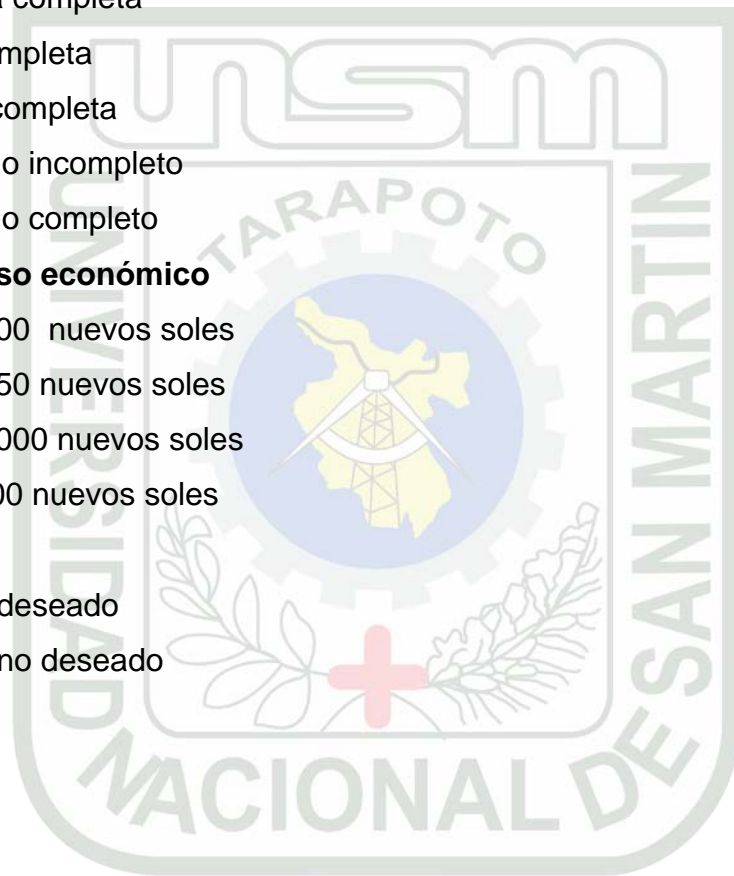 completa
mpleta
completa
o incompleto
o completo
so económico
00 nuevos soles
50 nuevos soles
000 nuevos soles
00 nuevos soles
deseado
no deseado
unsm
TARAPOTO
UNIVERSIDAD NACIONAL DE SAN MARTIN